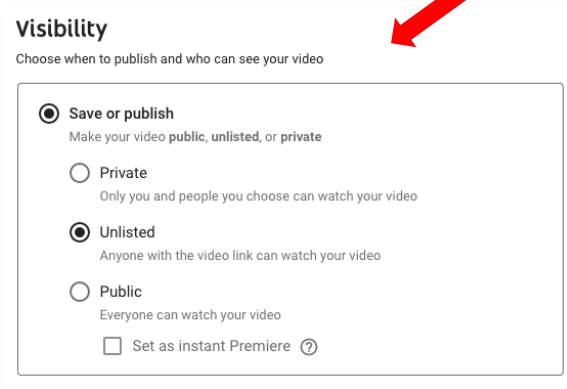 Visibility
Choose when to publish and who can see your video
Save or publish
Make your video public, unlisted, or private
Private
Only you and people you choose can watch your video
Unlisted
Anyone with the video link can watch your video
Public
Everyone can watch your video
Set as instant Premiere ?